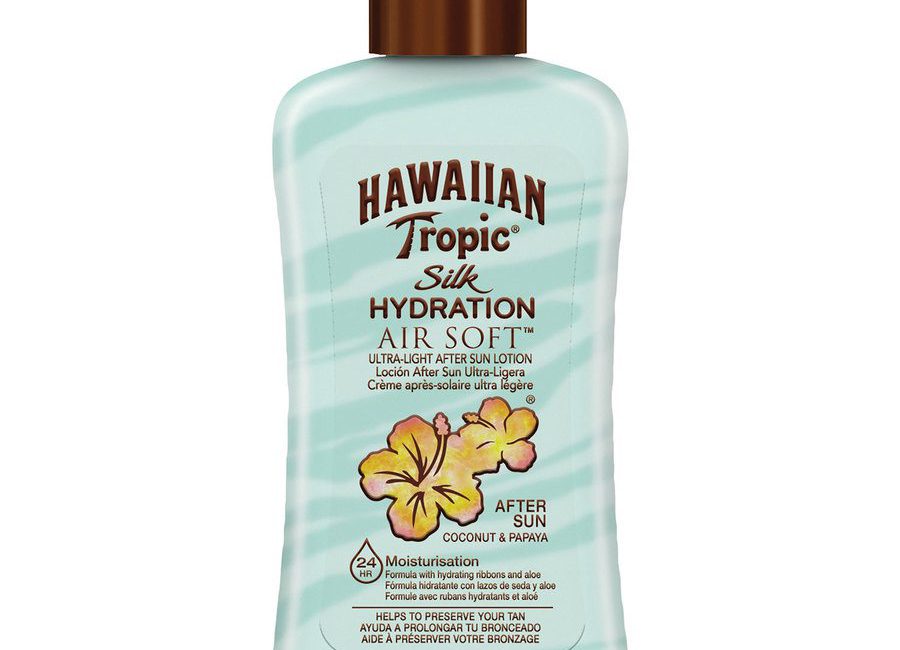 HAWAIIAN
Tropic®
Silk
HYDRATION
AIR SOFT™
ULTRA-LIGHT AFTER SUN LOTION
Loción After Sun Ultra-Ligera
Crème après-solaire ultra légère
®
AFTER
SUN
COCONUT & PAPAYA
24
HR
Moisturisation
Formula with hydrating ribbons and aloe
Fórmula hidratante con lazos de seda y aloe
Formule avec rubans hydratants et aloé
HELPS TO PRESERVE YOUR TAN
AYUDA A PROLONGAR TU BRONCEADO
AIDE À PRÉSERVER VOTRE BRONZAGE